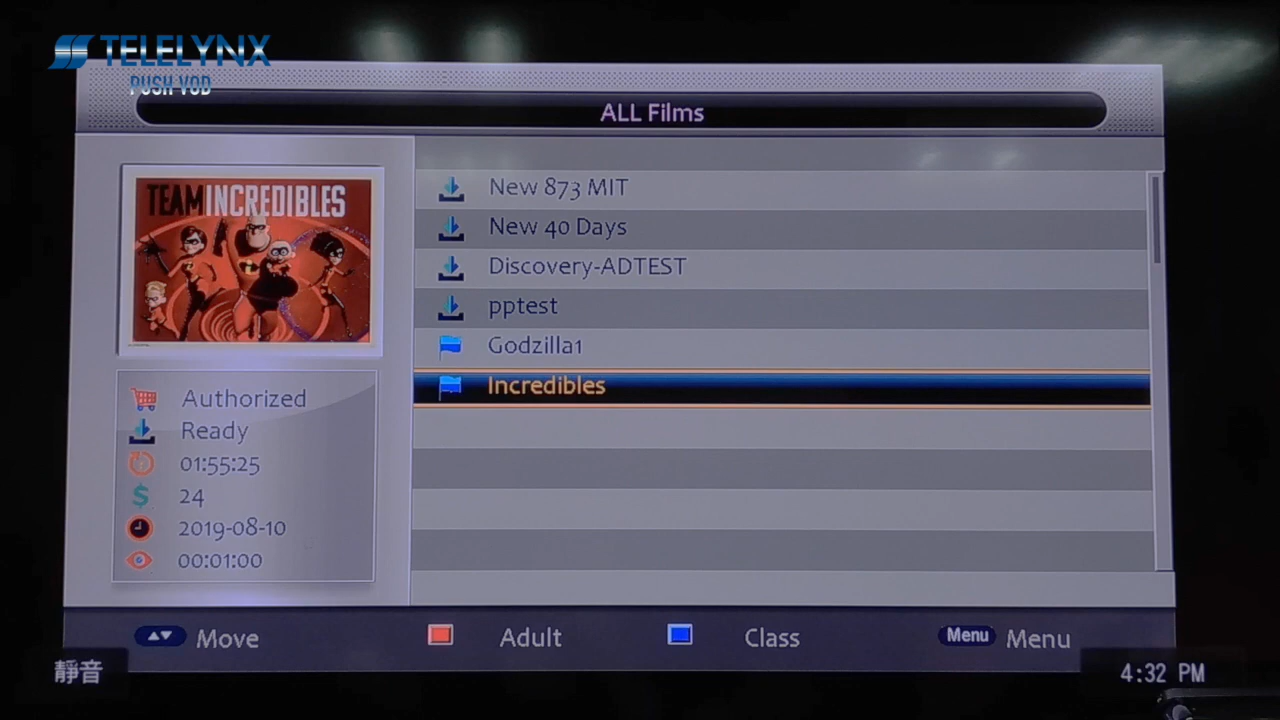 TELELYNX
PUSH VOD
ALL Films
TEAM INCREDIBLES
New 873 MIT
New 40 Days
Discovery-ADTEST
pptest
Godzilla1
Incredibles
Authorized
Ready
01:55:25
$ 24
2019-08-10
00:01:00
Move
Adult
Class
Menu Menu
靜音
4:32 PM